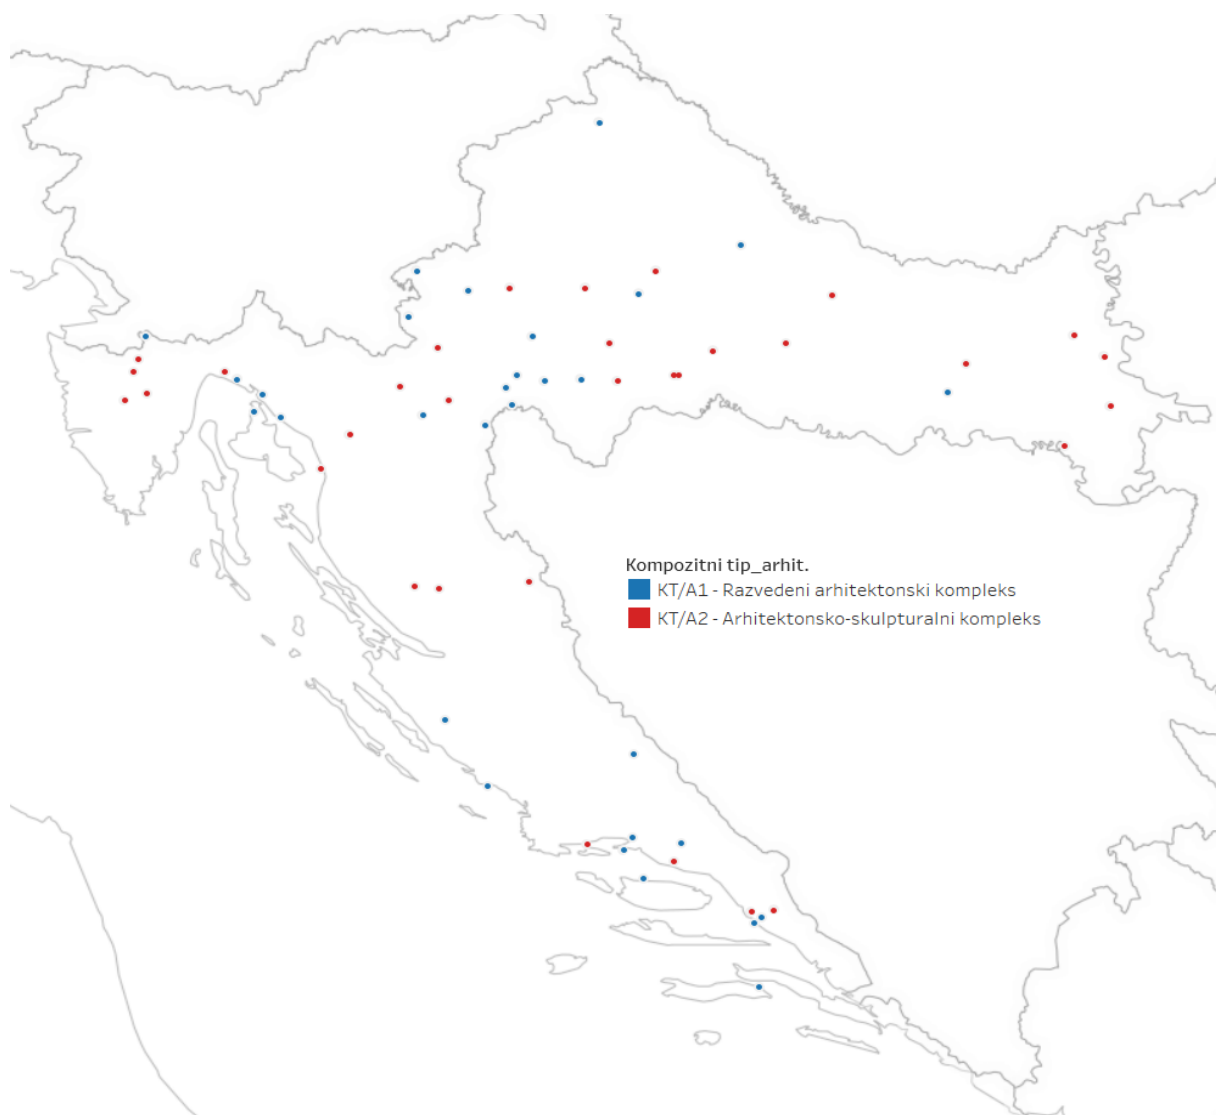 Kompozitni tip_arhit.
KT/A1 - Razvedeni arhitektonski kompleks
KT/A2 - Arhitektonsko-skulpturalni kompleks